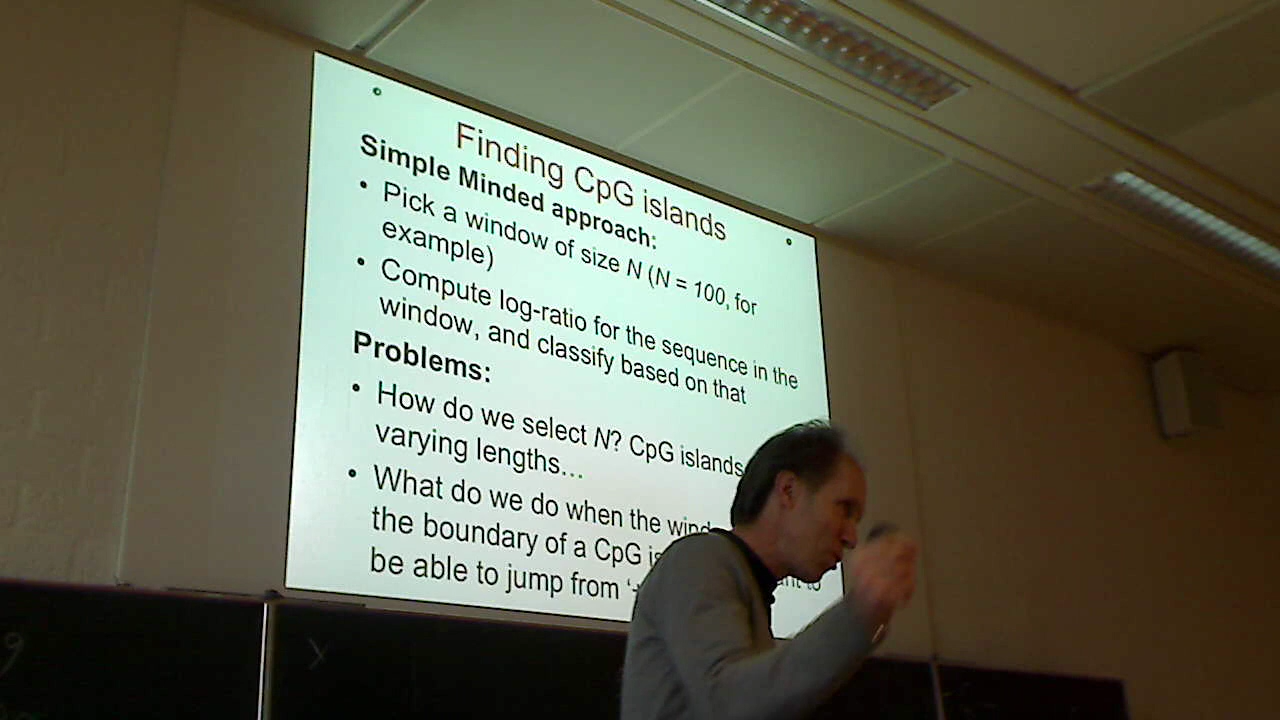 Finding CpG islands
Simple Minded approach:
• Pick a window of size N (N = 100, for
example)
• Compute log-ratio for the sequence in the
window, and classify based on that
Problems:
• How do we select N? CpG islands
varying lengths…
• What do we do when the
the boundary of a CpG
be able to jump from to
9
X